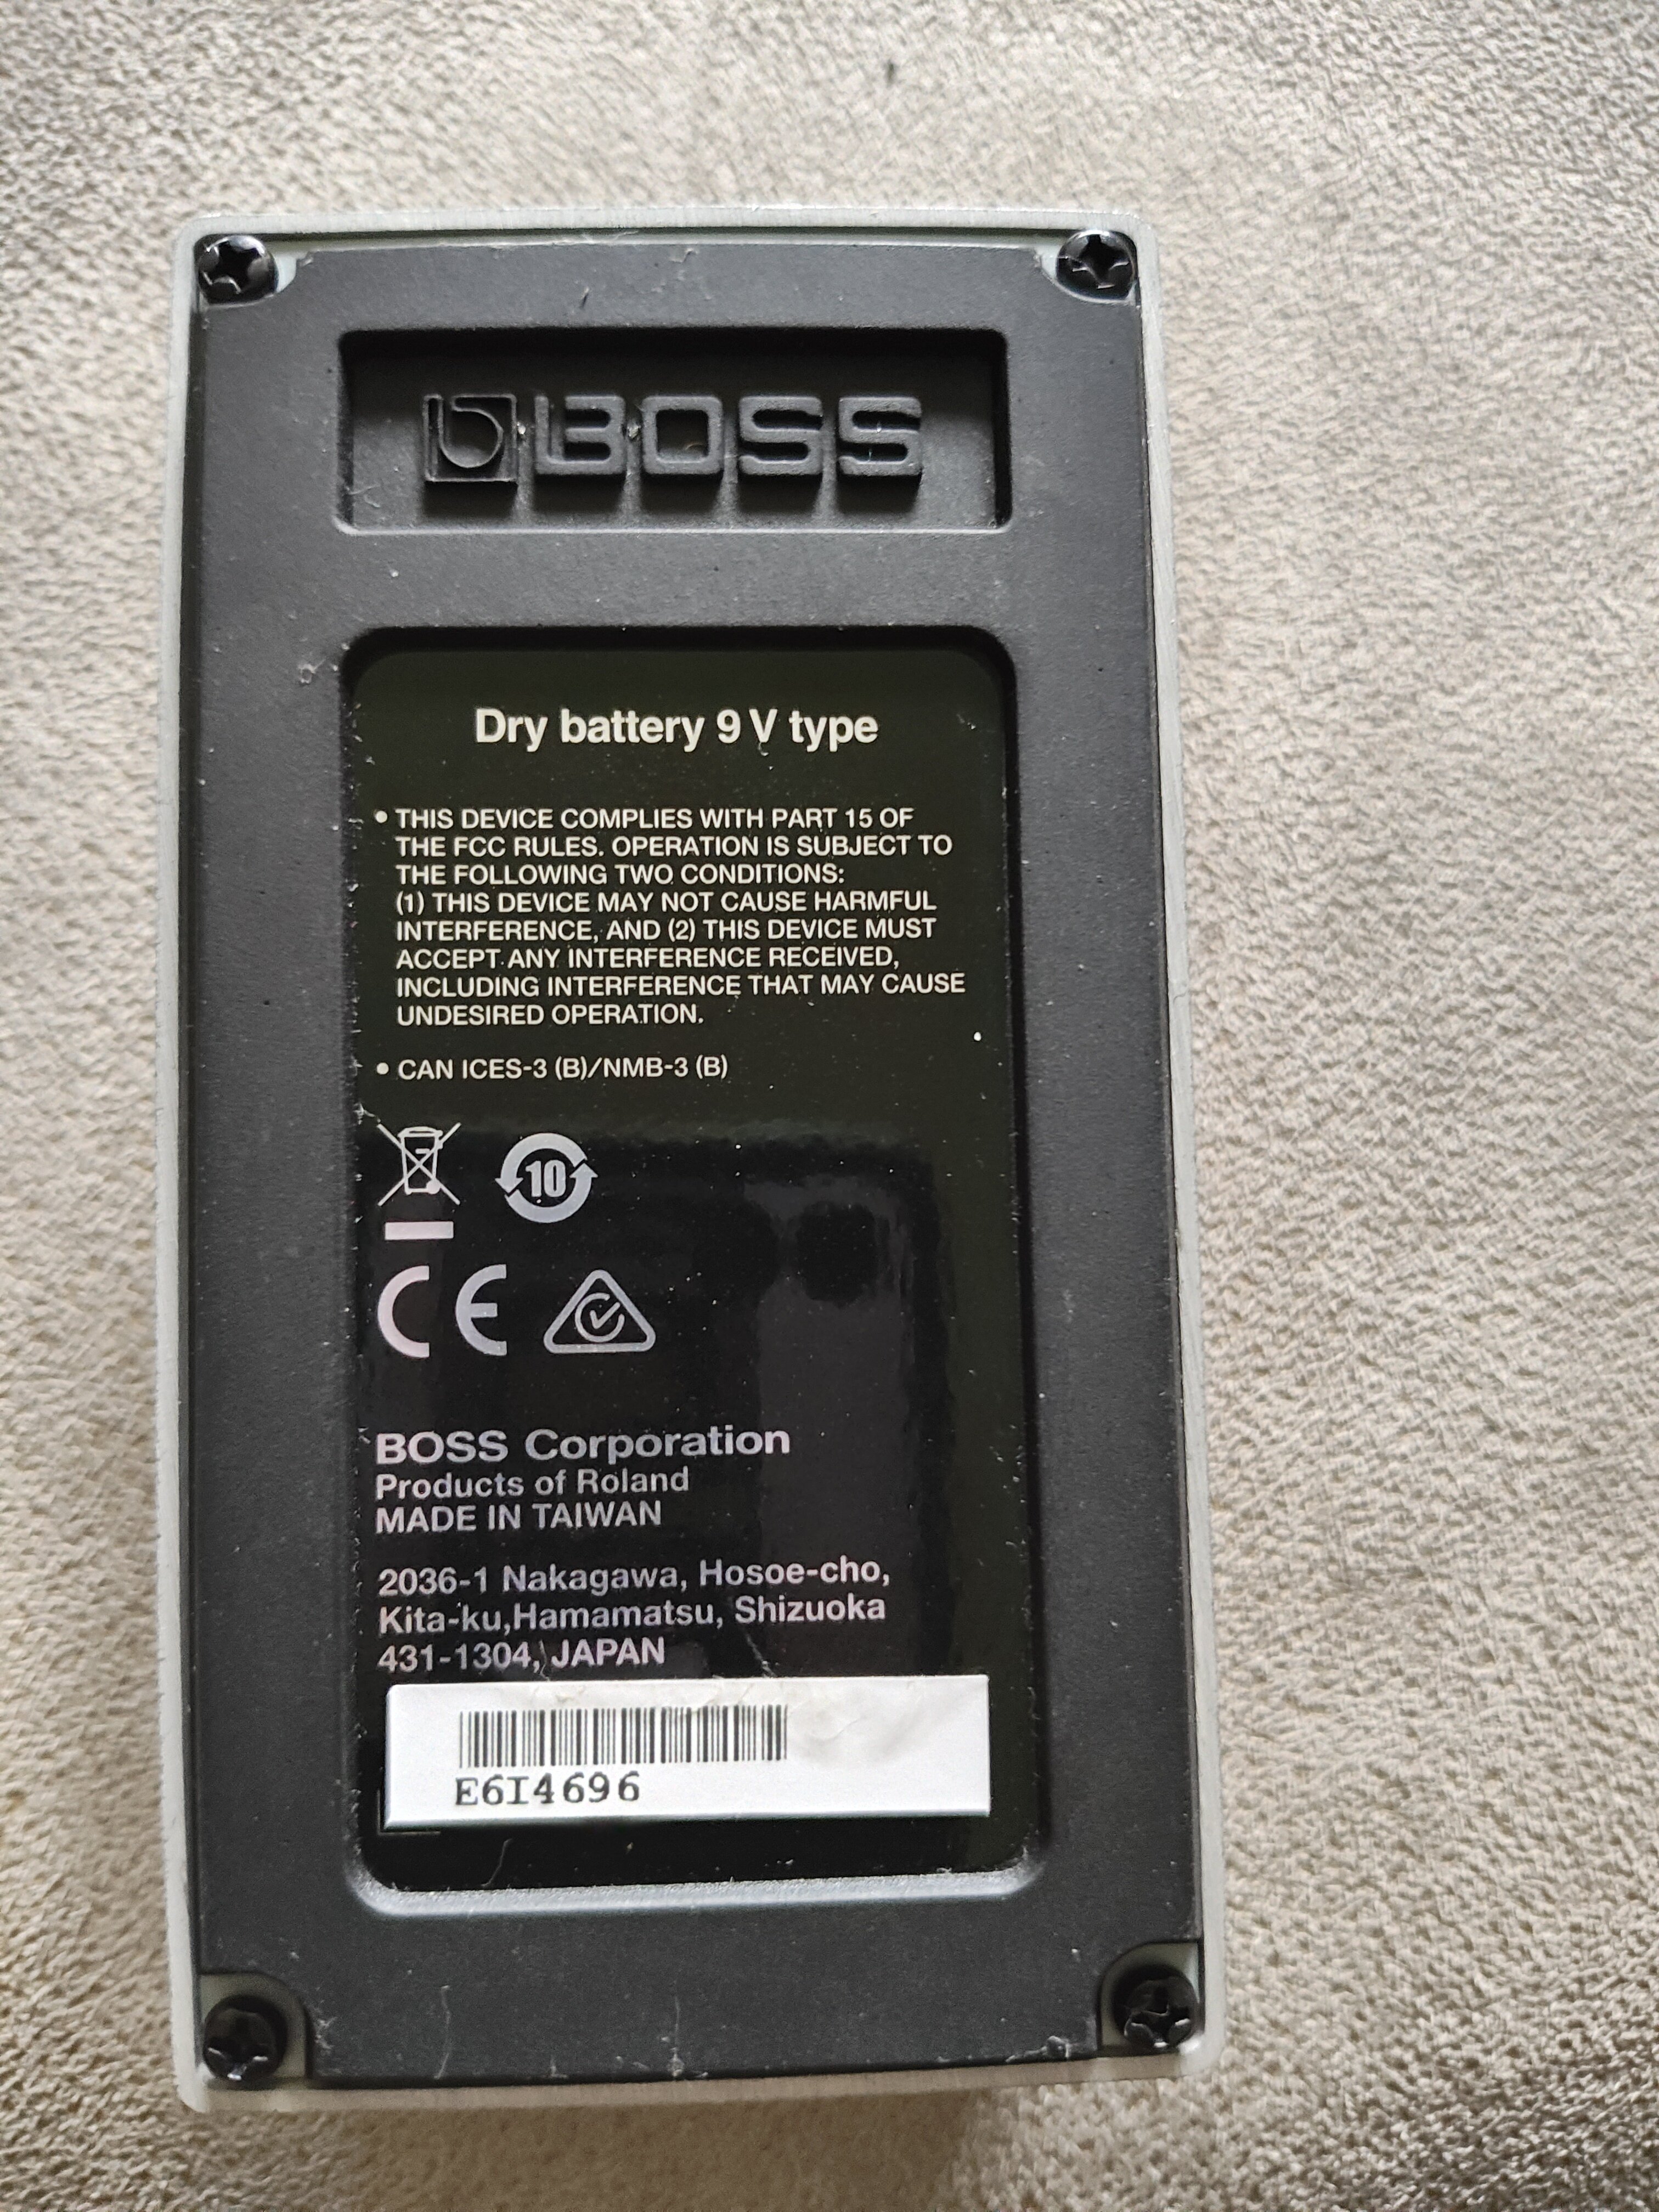 BOSS
Dry battery 9 V type
• THIS DEVICE COMPLIES WITH PART 15 OF
THE FCC RULES. OPERATION IS SUBJECT TO
THE FOLLOWING TWO CONDITIONS:
(1) THIS DEVICE MAY NOT CAUSE HARMFUL
INTERFERENCE, AND (2) THIS DEVICE MUST
ACCEPT ANY INTERFERENCE RECEIVED,
INCLUDING INTERFERENCE THAT MAY CAUSE
UNDESIRED OPERATION.
• CAN ICES-3 (B)/NMB-3 (B)
10
CE
BOSS Corporation
Products of Roland
MADE IN TAIWAN
2036-1 Nakagawa, Hosoe-cho,
Kita-ku,Hamamatsu, Shizuoka
431-1304, JAPAN
E6I4696